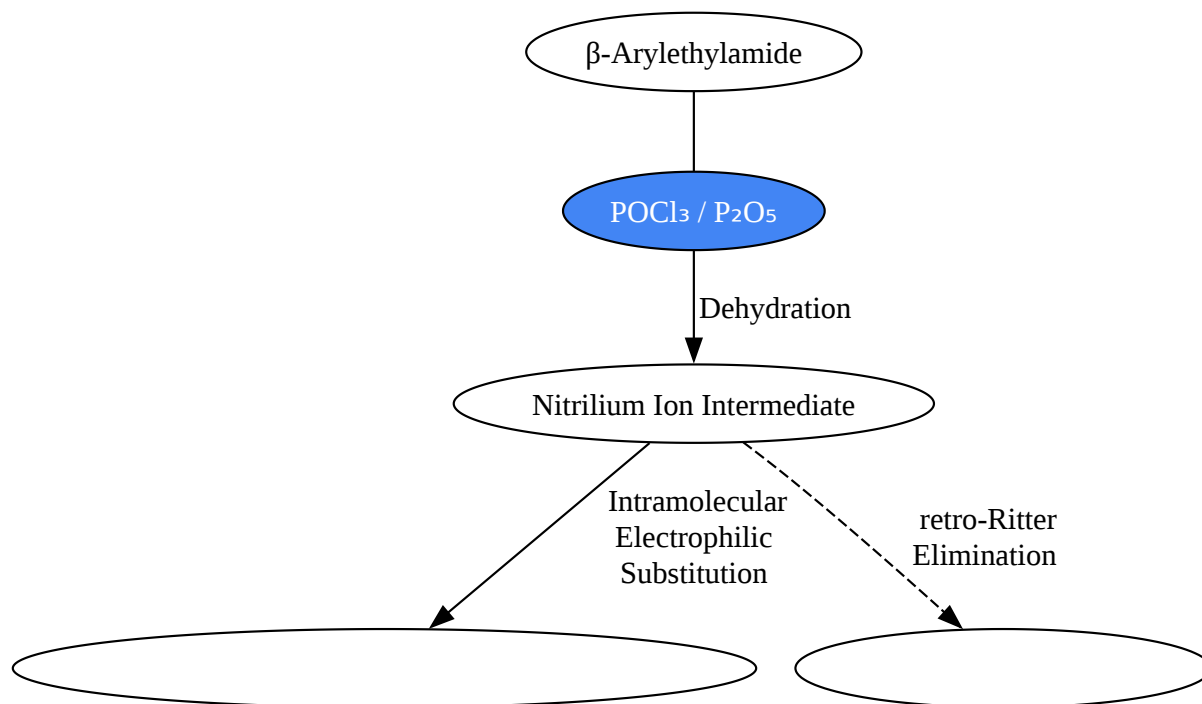 β-Arylethylamide
POCl₃ / P₂O₅
Dehydration
Nitrilium Ion Intermediate
Intramolecular
Electrophilic
Substitution
retro-Ritter
Elimination